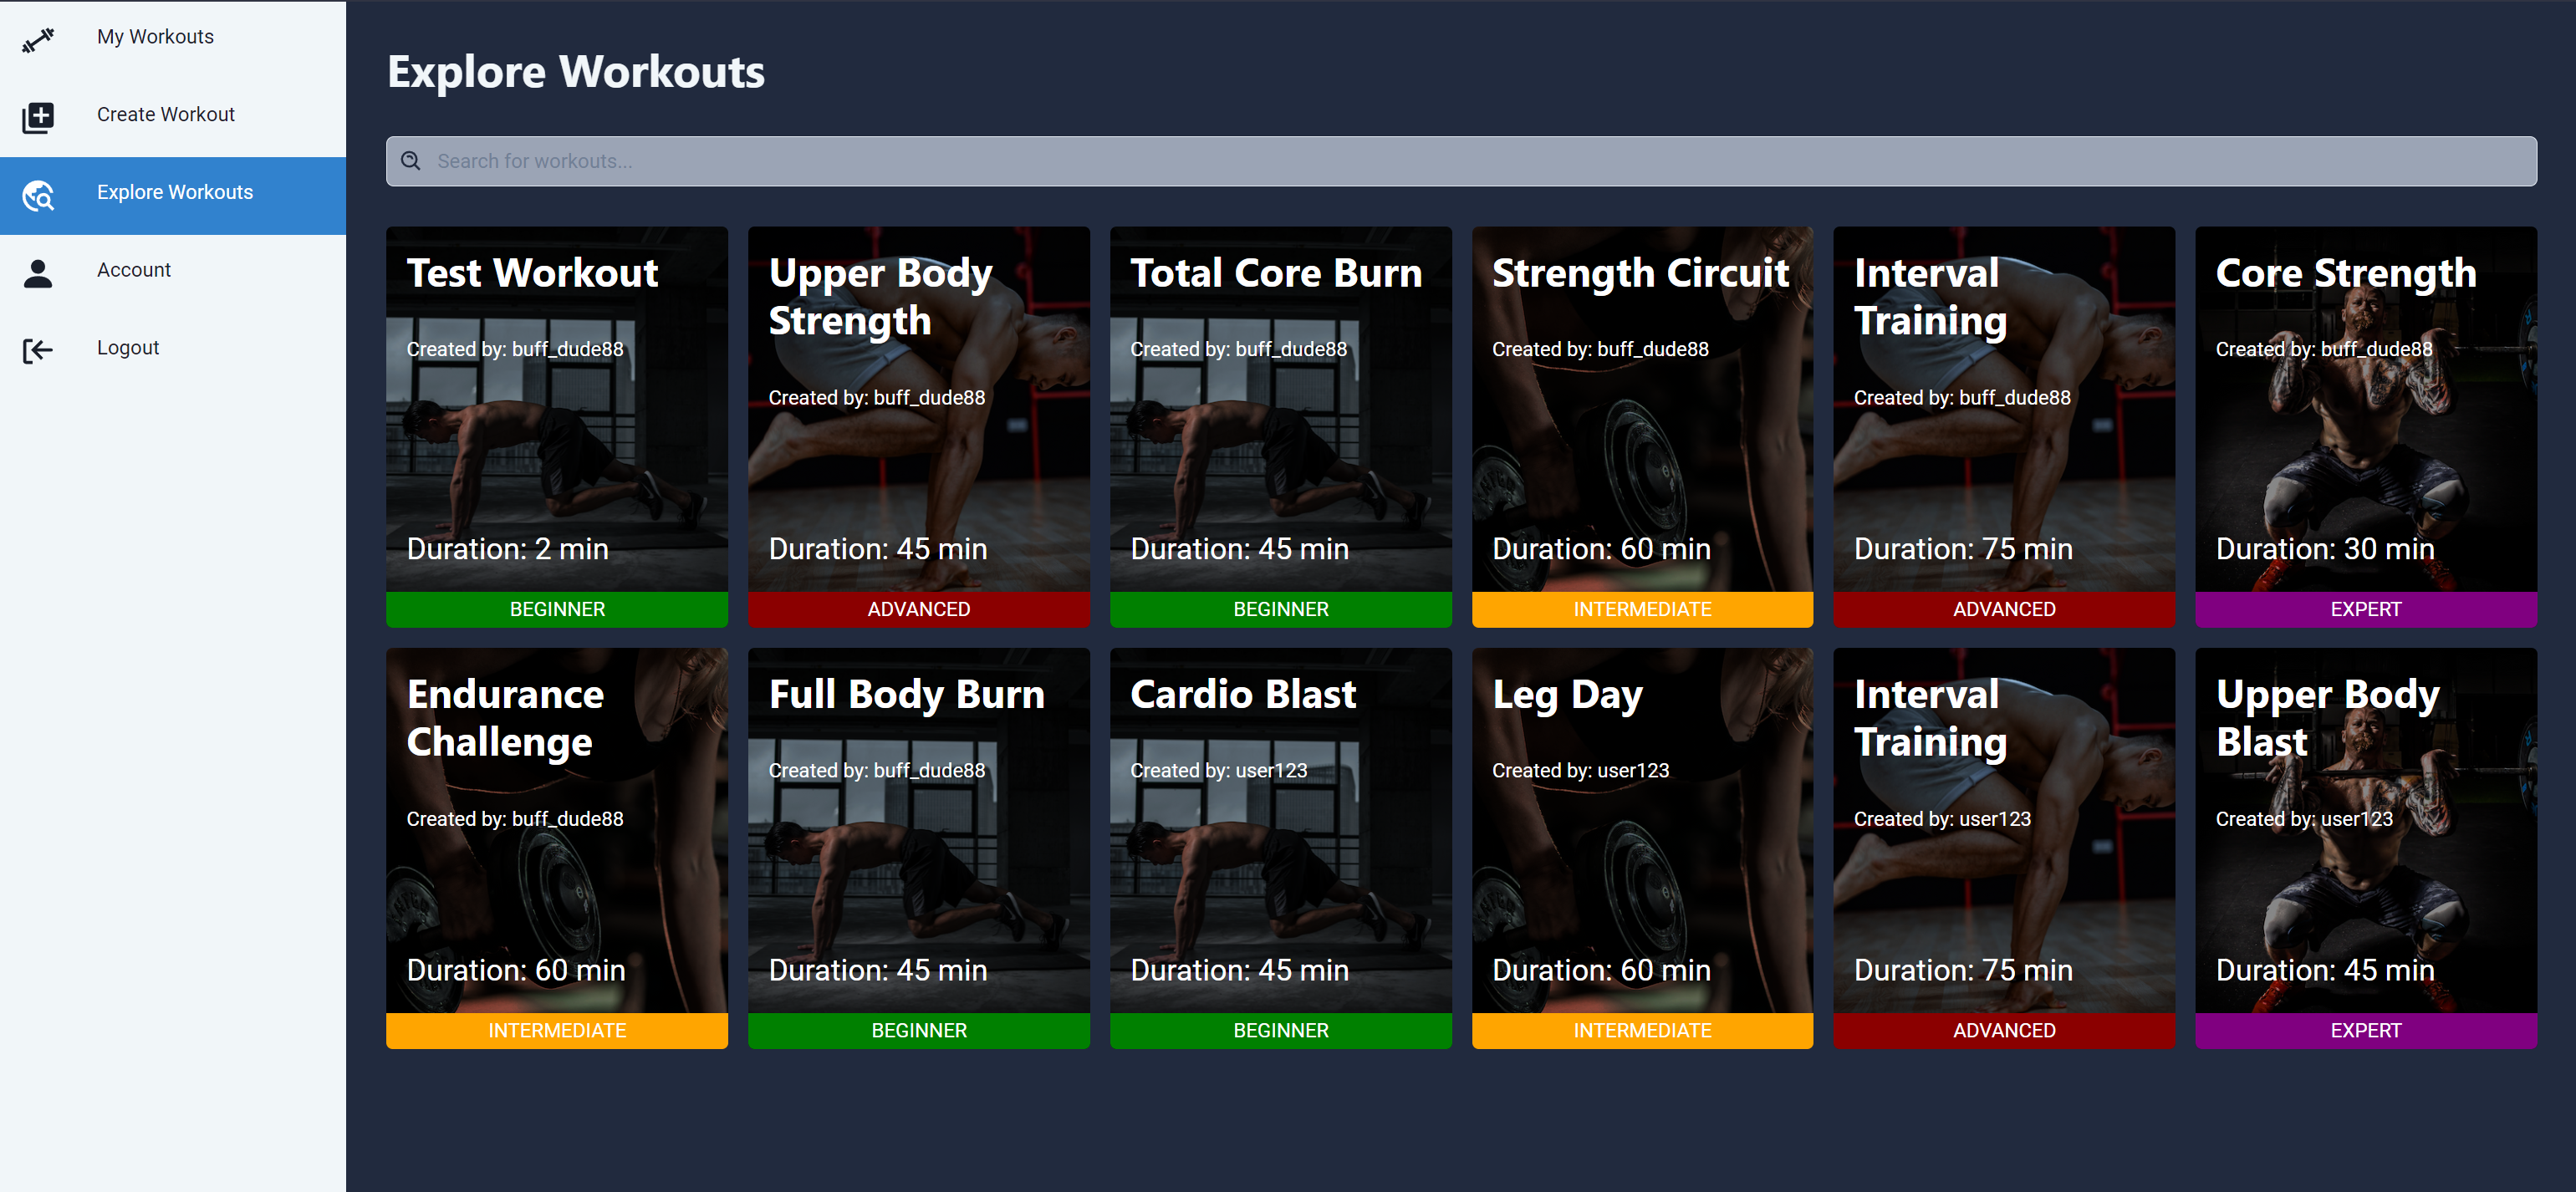 My Workouts
Create Workout
Explore Workouts
Account
Logout
Explore Workouts
Search for workouts...
Test Workout
Created by: buff_dude88
Duration: 2 min
BEGINNER
Upper Body
Strength
Created by: buff_dude88
Duration: 45 min
ADVANCED
Total Core Burn
Created by: buff_dude88
Duration: 45 min
BEGINNER
Strength Circuit
Created by: buff_dude88
Duration: 60 min
INTERMEDIATE
Interval
Training
Created by: buff_dude88
Duration: 75 min
ADVANCED
Core Strength
Created by: buff_dude88
Duration: 30 min
EXPERT
Endurance
Challenge
Created by: buff_dude88
Duration: 60 min
INTERMEDIATE
Full Body Burn
Created by: buff_dude88
Duration: 45 min
BEGINNER
Cardio Blast
Created by: user123
Duration: 45 min
BEGINNER
Leg Day
Created by: user123
Duration: 60 min
INTERMEDIATE
Interval
Training
Created by: user123
Duration: 75 min
ADVANCED
Upper Body
Blast
Created by: user123
Duration: 45 min
EXPERT